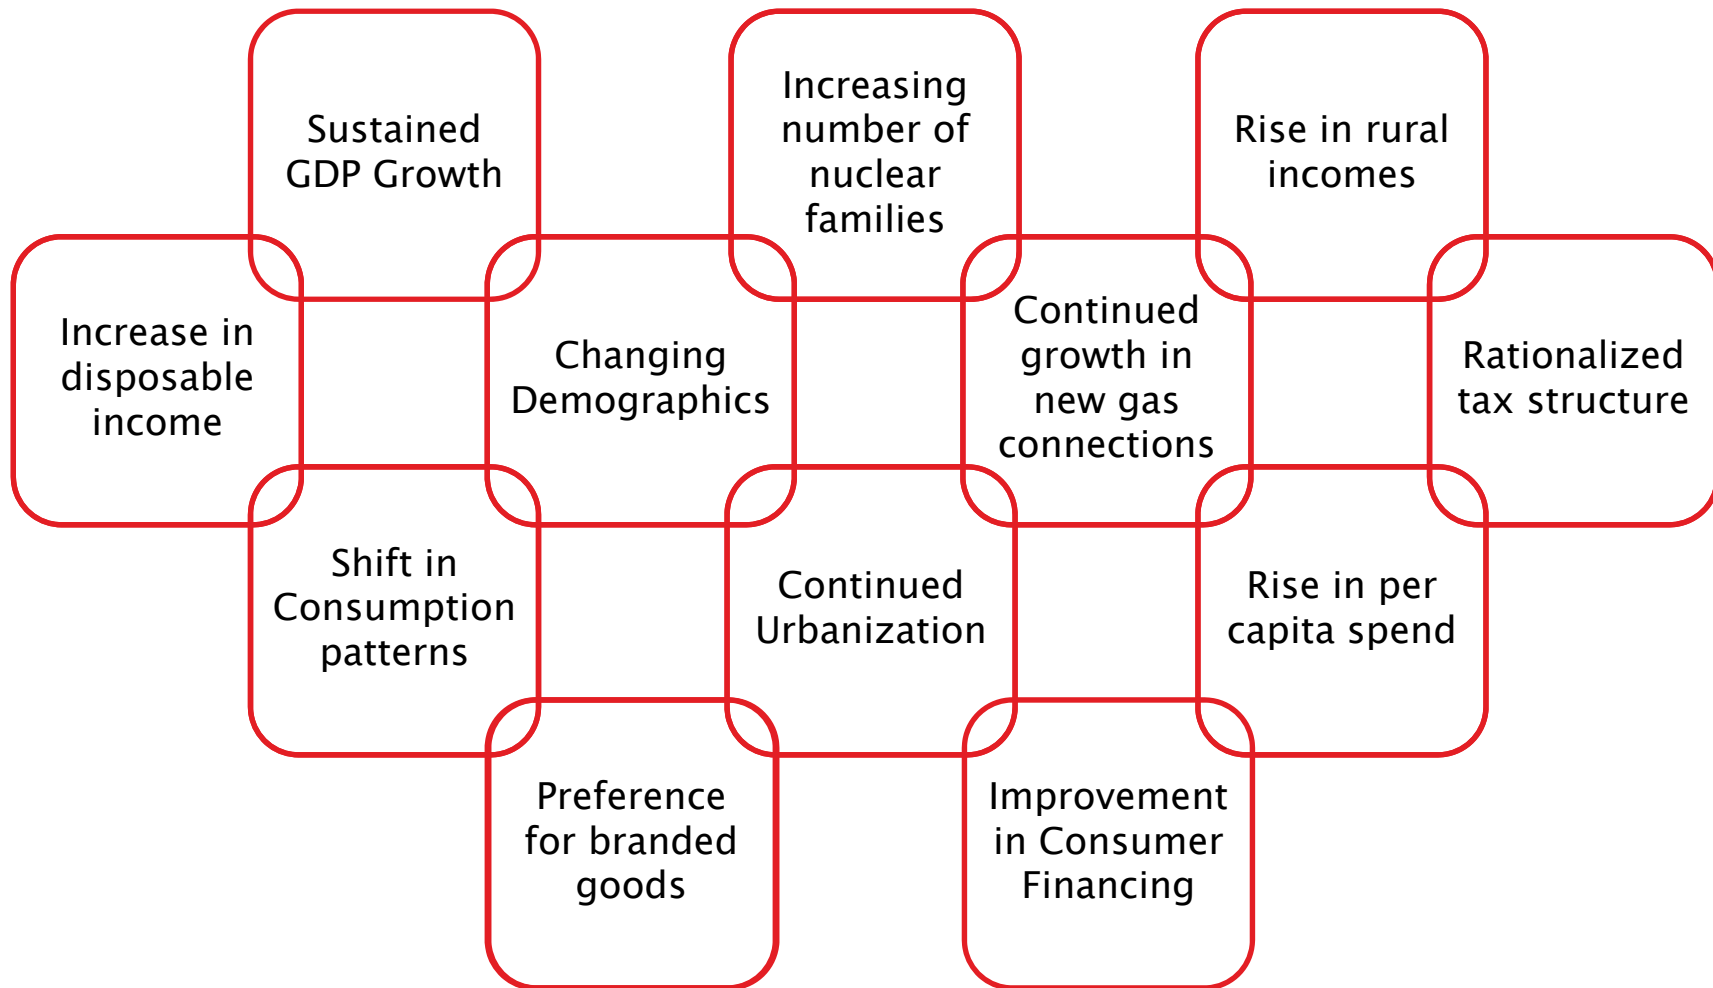 Sustained
GDP Growth
Increasing
number of
nuclear
families
Rise in rural
incomes
Increase in
disposable
income
Changing
Demographics
Continued
growth in
new gas
connections
Rationalized
tax structure
Shift in
Consumption
patterns
Continued
Urbanization
Rise in per
capita spend
Preference
for branded
goods
Improvement
in Consumer
Financing